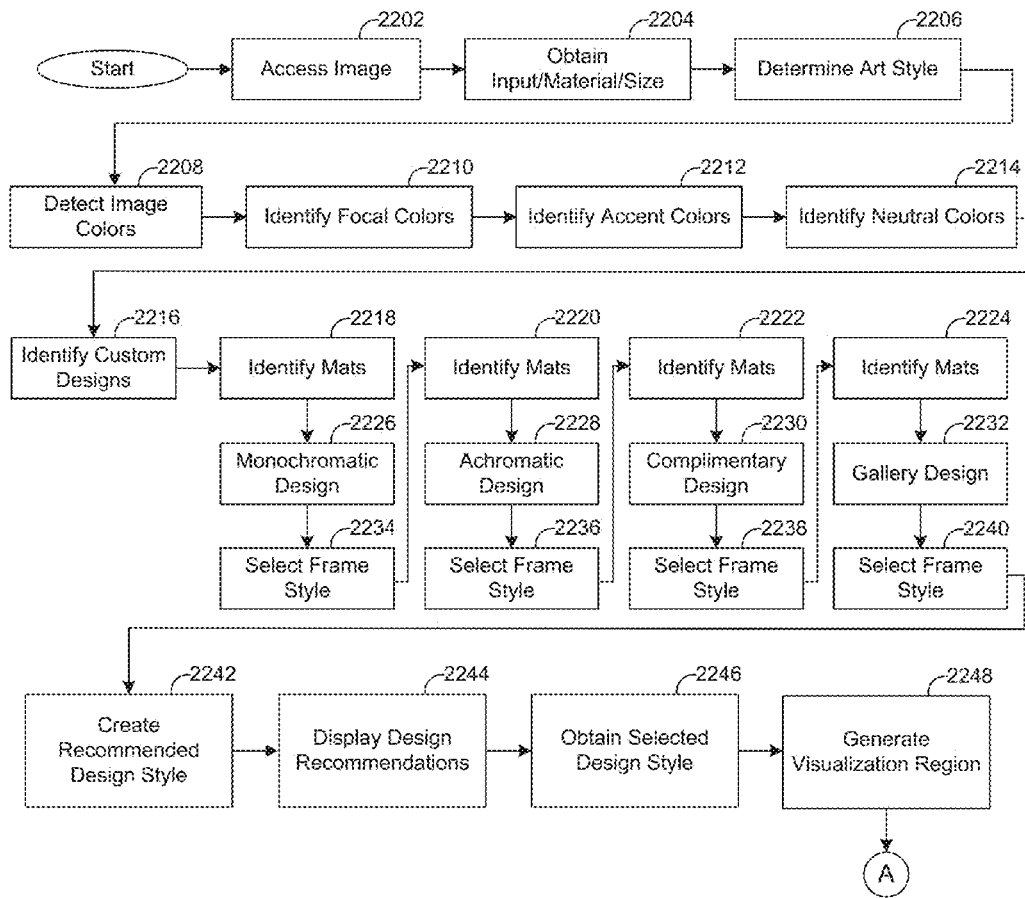 2202
2204
2206
Start
Access Image
Obtain
Input/Material/Size
Determine Art Style
2208
2210
2212
2214
Detect Image
Colors
Identify Focal Colors
Identify Accent Colors
Identify Neutral Colors
2216
2218
2220
2222
2224
Identify Custom
Designs
Identify Mats
Identify Mats
Identify Mats
Identify Mats
2226
2228
2230
2232
Monochromatic
Design
Achromatic
Design
Complimentary
Design
Gallery Design
2234
2236
2238
2240
Select Frame
Style
Select Frame
Style
Select Frame
Style
Select Frame
Style
2242
2244
2246
2248
Create
Recommended
Design Style
Display Design
Recommendations
Obtain Selected
Design Style
Generate
Visualization Region
A